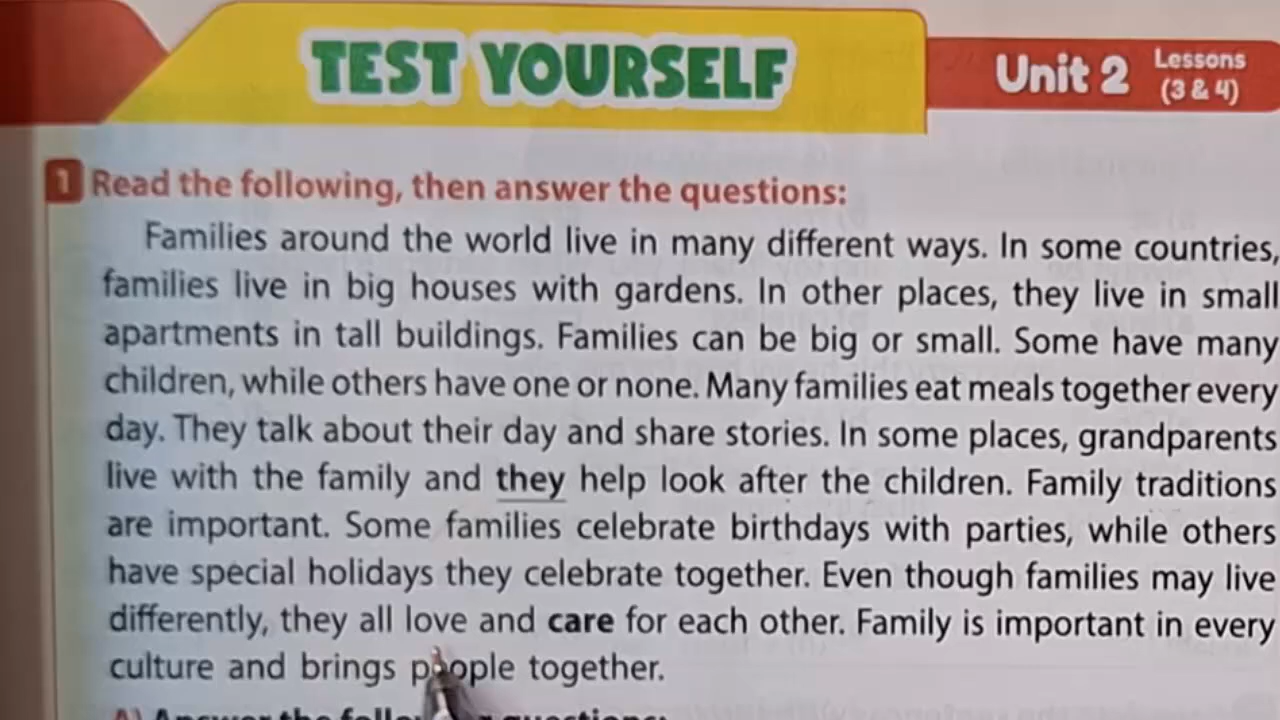 TEST YOURSELF
Unit 2
Lessons
(3 & 4)
1 Read the following, then answer the questions:
Families around the world live in many different ways. In some countries,
families live in big houses with gardens. In other places, they live in small
apartments in tall buildings. Families can be big or small. Some have many
children, while others have one or none. Many families eat meals together every
day. They talk about their day and share stories. In some places, grandparents
live with the family and they help look after the children. Family traditions
are important. Some families celebrate birthdays with parties, while others
have special holidays they celebrate together. Even though families may live
differently, they all love and care for each other. Family is important in every
culture and brings people together.
A) Answer the following questions: